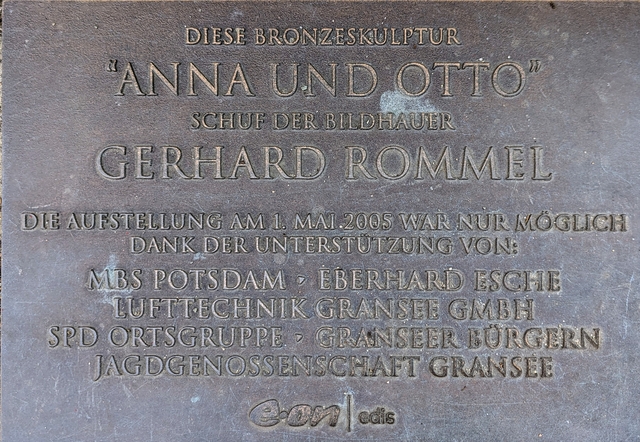 DIESE BRONZESKULPTUR
"ANNA UND OTTO"
SCHUF DER BILDHAUER
GERHARD ROMMEL
DIE AUFSTELLUNG AM 1. MAI 2005 WAR NUR MÖGLICH
DANK DER UNTERSTÜTZUNG VON:
MBS POTSDAM · EBERHARD ESCHE
LUFTTECHNIK GRANSEE GMBH
SPD ORTSGRUPPE · GRANSEER BÜRGERN
JAGDGENOSSENSCHAFT GRANSEE
e·on | edis